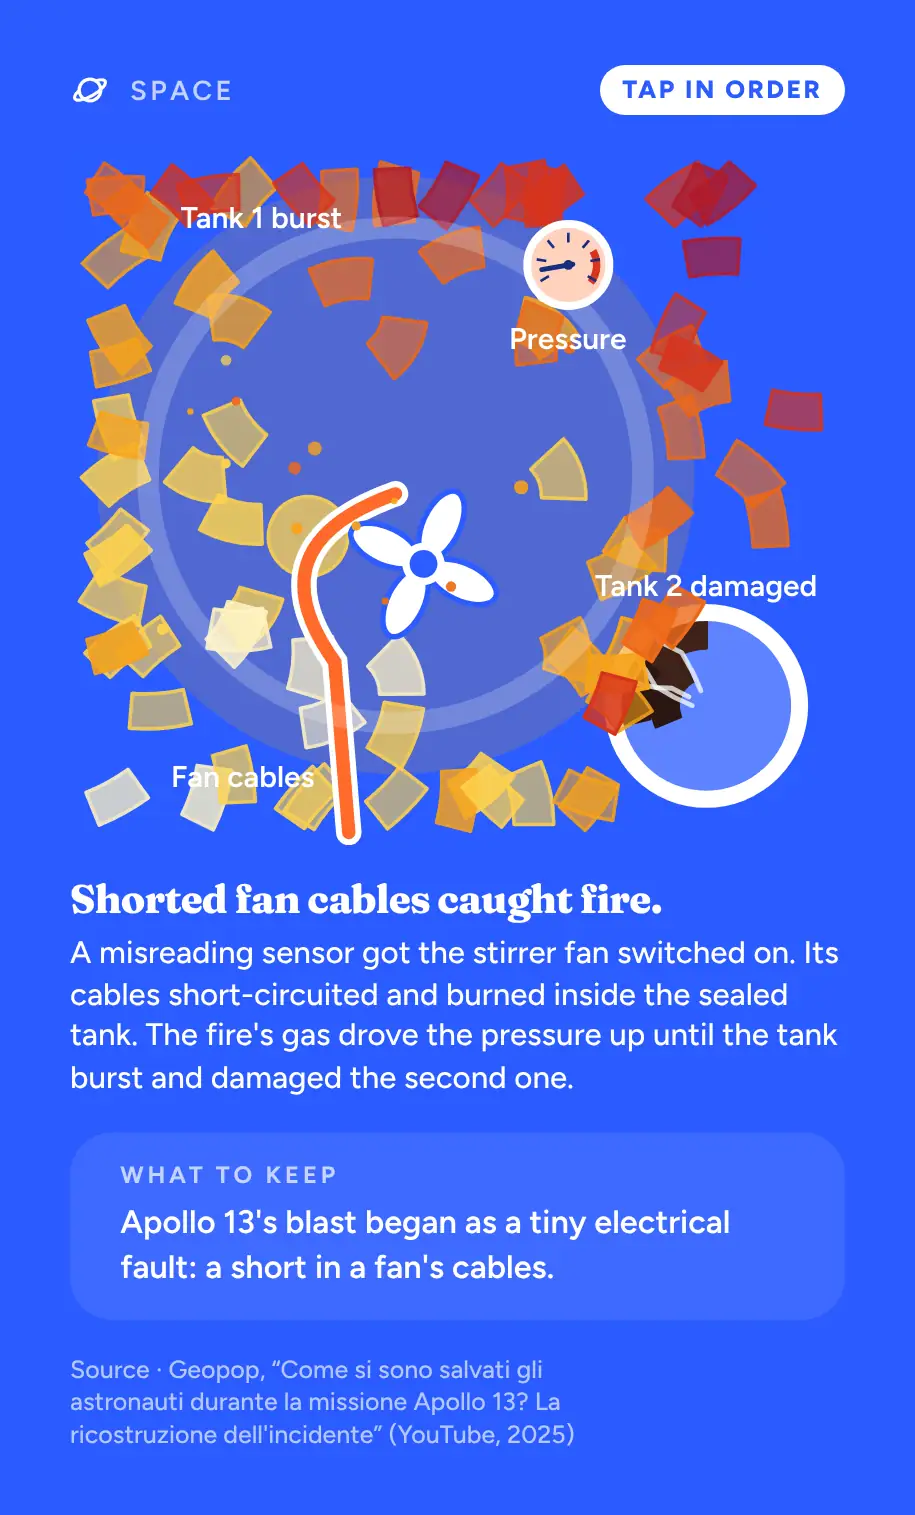 SPACE
TAP IN ORDER
Tank 1 burst
Pressure
Tank 2 damaged
Fan cables
Shorted fan cables caught fire.
A misreading sensor got the stirrer fan switched on. Its
cables short-circuited and burned inside the sealed
tank. The fire's gas drove the pressure up until the tank
burst and damaged the second one.
WHAT TO KEEP
Apollo 13's blast began as a tiny electrical
fault: a short in a fan's cables.
Source · Geopop, “Come si sono salvati gli
astronauti durante la missione Apollo 13? La
ricostruzione dell'incidente” (YouTube, 2025)